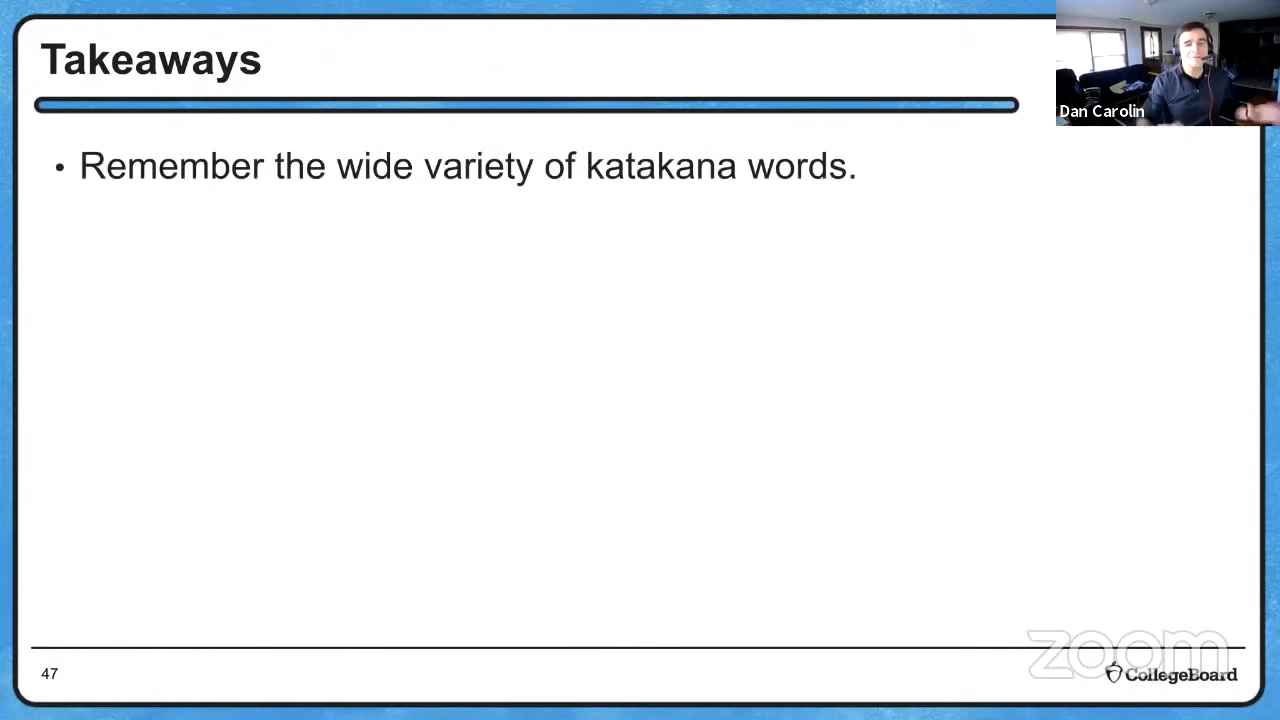 Takeaways
Dan Carolin
• Remember the wide variety of katakana words.
zoom
47
CollegeBoard